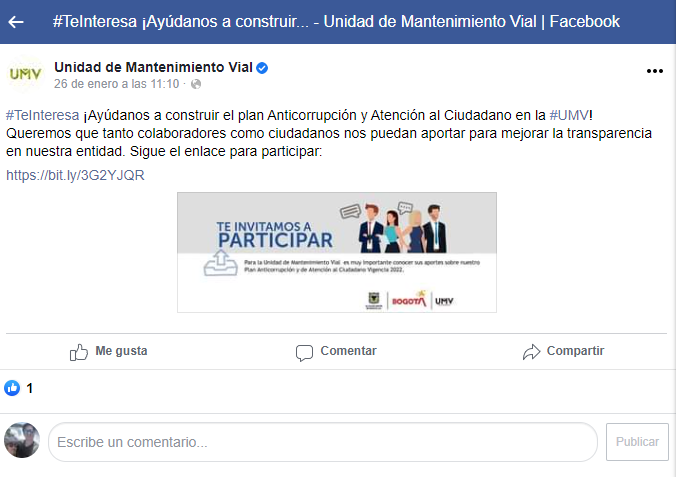 #TeInteresa ¡Ayúdanos a construir... - Unidad de Mantenimiento Vial | Facebook
UMV
Unidad de Mantenimiento Vial
26 de enero a las 11:10 ·
#TeInteresa ¡Ayúdanos a construir el plan Anticorrupción y Atención al Ciudadano en la #UMV!
Queremos que tanto colaboradores como ciudadanos nos puedan aportar para mejorar la transparencia
en nuestra entidad. Sigue el enlace para participar:
https://bit.ly/3G2YJQR
TE INVITAMOS A
PARTICIPAR
Para la Unidad de Mantenimiento Vial es muy importante conocer sus aportes sobre nuestro
Plan Anticorrupción y de Atención al Ciudadano Vigencia 2022.
BOGOTÁ
UMV
Me gusta
Comentar
Compartir
1
Escribe un comentario...
Publicar